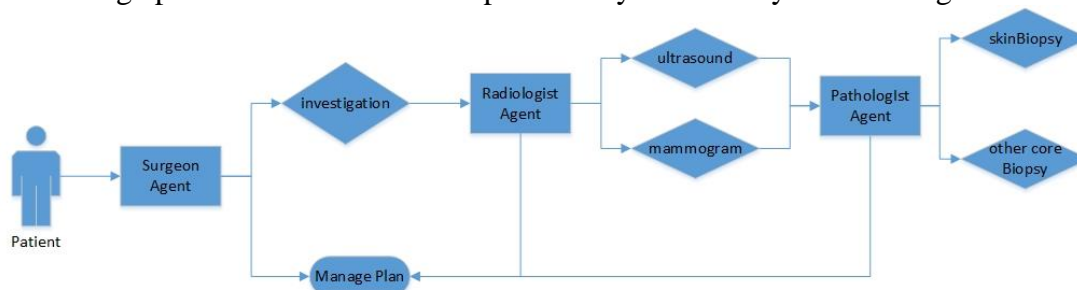 Patient
Surgeon
Agent
investigation
Manage Plan
Radiologist
Agent
ultrasound
mammogram
PathologIst
Agent
skinBiopsy
other core
Biopsy